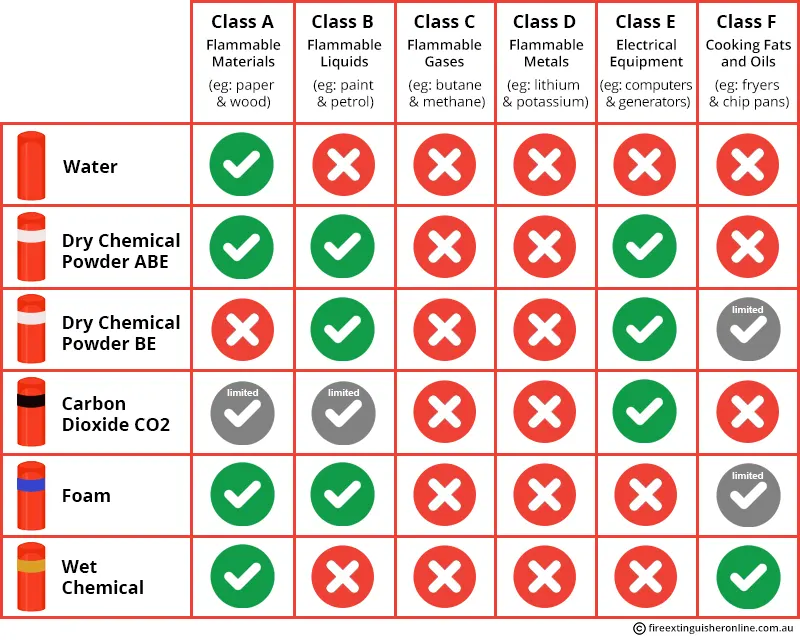 Class A
Flammable
Materials
(eg: paper
& wood)
Class B
Flammable
Liquids
(eg: paint
& petrol)
Class C
Flammable
Gases
(eg: butane
& methane)
Class D
Flammable
Metals
(eg: lithium
& potassium)
Class E
Electrical
Equipment
(eg: computers
& generators)
Class F
Cooking Fats
and Oils
(eg: fryers
& chip pans)
Water
Dry Chemical
Powder ABE
Dry Chemical
Powder BE
limited
Carbon
Dioxide CO2
limited
limited
Foam
limited
Wet
Chemical
© fireextinguisheronline.com.au